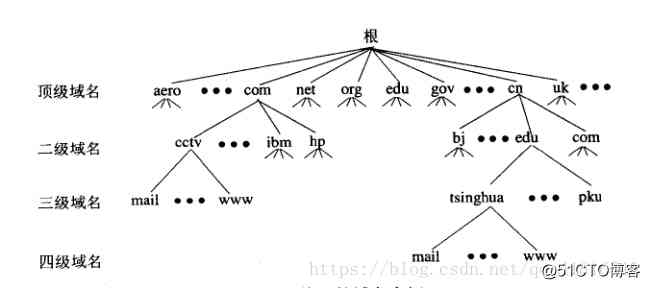 根
顶级域名 aero ••• com net org edu gov ••• cn uk •••
二级域名 cctv ••• ibm hp bj ••• edu com
三级域名 mail ••• www tsinghua ••• pku
四级域名 mail ••• www
https://blog.csdn.net/q
@51CTO博客